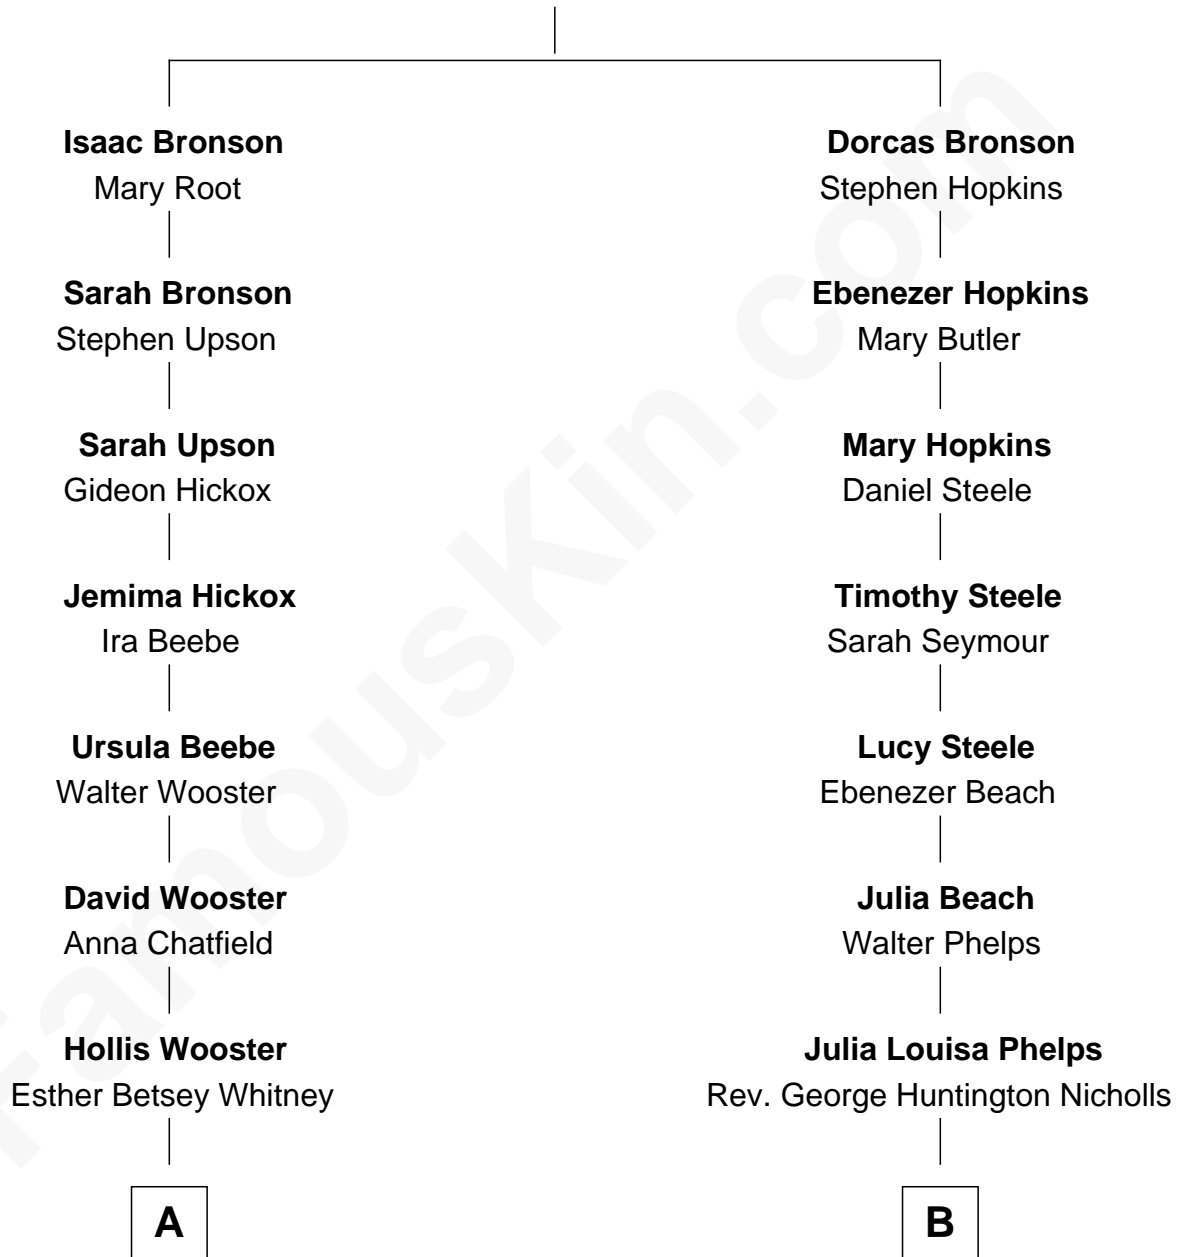 Isaac Bronson
Mary Root
Dorcas Bronson
Stephen Hopkins
Sarah Bronson
Stephen Upson
Ebenezer Hopkins
Mary Butler
Sarah Upson
Gideon Hickox
Mary Hopkins
Daniel Steele
Jemima Hickox
Ira Beebe
Timothy Steele
Sarah Seymour
Ursula Beebe
Walter Wooster
Lucy Steele
Ebenezer Beach
David Wooster
Anna Chatfield
Julia Beach
Walter Phelps
Hollis Wooster
Esther Betsey Whitney
Julia Louisa Phelps
Rev. George Huntington Nicholls
A
B
FamousKin.com